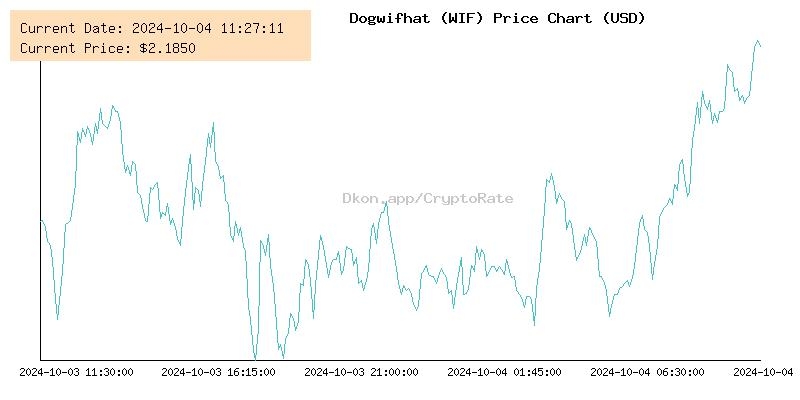 Dogwifhat (WIF) Price Chart (USD)
Current Date: 2024-10-04 11:27:11
Current Price: $2.1850
Dkon.app/CryptoRate
2024-10-03 11:30:00 2024-10-03 16:15:00 2024-10-03 21:00:00 2024-10-04 01:45:00 2024-10-04 06:30:00 2024-10-04